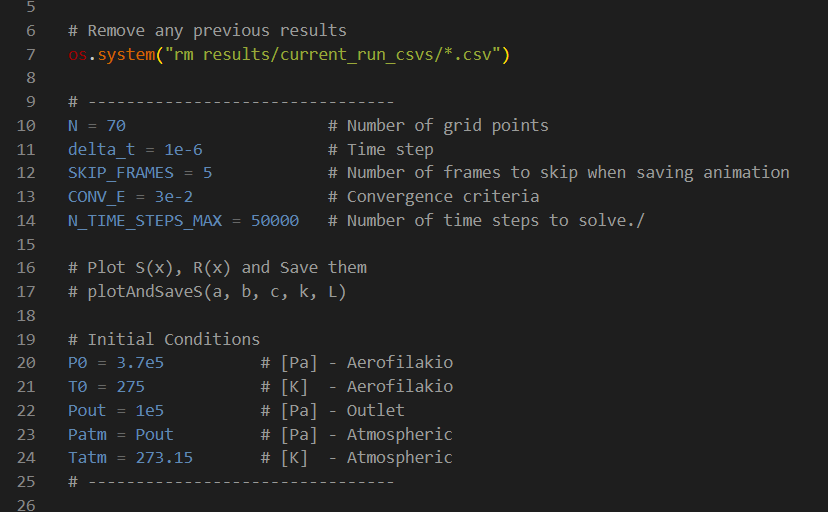 5
6 # Remove any previous results
7 os.system("rm results/current_run_csvs/*.csv")
8
9 # --------------------------------
10 N = 70 # Number of grid points
11 delta_t = 1e-6 # Time step
12 SKIP_FRAMES = 5 # Number of frames to skip when saving animation
13 CONV_E = 3e-2 # Convergence criteria
14 N_TIME_STEPS_MAX = 50000 # Number of time steps to solve./
15
16 # Plot S(x), R(x) and Save them
17 # plotAndSaveS(a, b, c, k, L)
18
19 # Initial Conditions
20 P0 = 3.7e5 # [Pa] - Aerofilakio
21 T0 = 275 # [K]  - Aerofilakio
22 Pout = 1e5 # [Pa] - Outlet
23 Patm = Pout # [Pa] - Atmospheric
24 Tatm = 273.15 # [K]  - Atmospheric
25 # --------------------------------
26